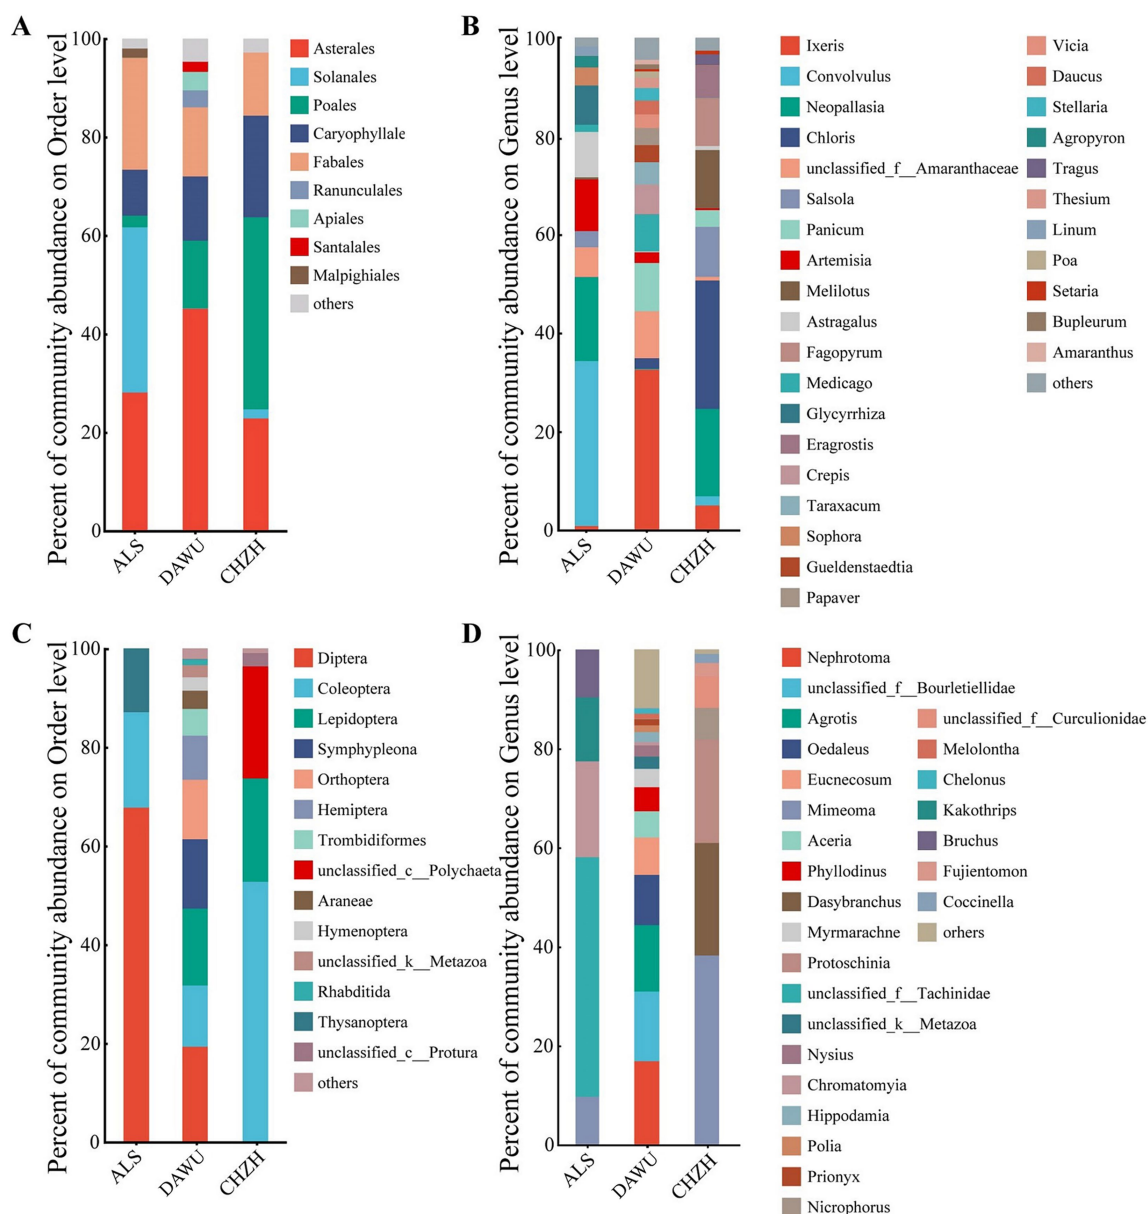 A
Percent of community abundance on Order level
100
80
60
40
20
0
ALS
DAWU
CHZH
Asterales
Solanales
Poales
Caryophyllale
Fabales
Ranunculales
Apiales
Santalales
Malpighiales
others
B
Percent of community abundance on Genus level
100
80
60
40
20
0
ALS
DAWU
CHZH
Ixeris
Convolvulus
Neopallasia
Chloris
unclassified_f__Amaranthaceae
Salsola
Panicum
Artemisia
Melilotus
Astragalus
Fagopyrum
Medicago
Glycyrrhiza
Eragrostis
Crepis
Taraxacum
Sophora
Gueldenstaedtia
Papaver
Vicia
Daucus
Stellaria
Agropyron
Tragus
Thesium
Linum
Poa
Setaria
Bupleurum
Amaranthus
others
C
Percent of community abundance on Order level
100
80
60
40
20
0
ALS
DAWU
CHZH
Diptera
Coleoptera
Lepidoptera
Symphypleona
Orthoptera
Hemiptera
Trombidiformes
unclassified_c__Polychaeta
Araneae
Hymenoptera
unclassified_k__Metazoa
Rhabditida
Thysanoptera
unclassified_c__Protura
others
D
Percent of community abundance on Genus level
100
80
60
40
20
0
ALS
DAWU
CHZH
Nephrotoma
unclassified_f__Bourletiellidae
Agrotis
Oedaleus
Eucnecosum
Mimeoma
Aceria
Phyllodinus
Dasybranchus
Myrmarachne
Protoschinia
unclassified_f__Tachinidae
unclassified_k__Metazoa
Nysius
Chromatomyia
Hippodamia
Polia
Prionyx
Nicrophorus
unclassified_f__Curculionidae
Melolontha
Chelonus
Kakothrips
Bruchus
Fujientomon
Coccinella
orhers